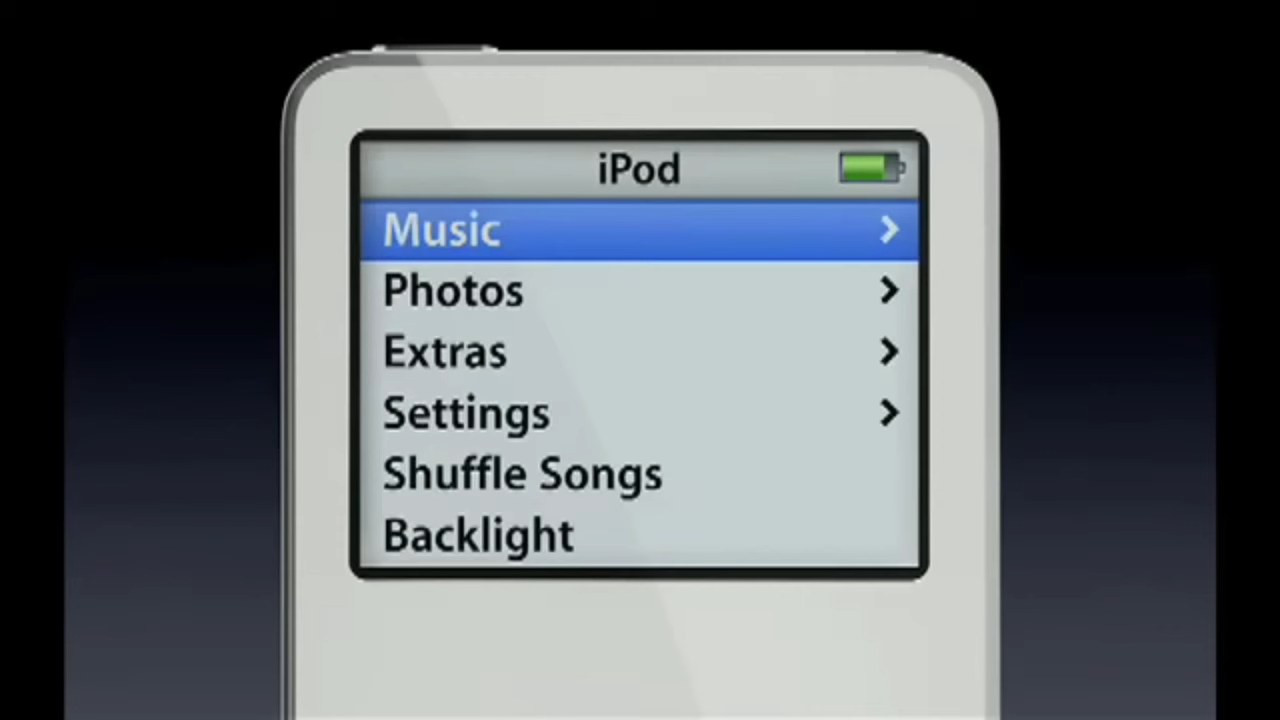 iPod
Music
Photos
Extras
Settings
Shuffle Songs
Backlight